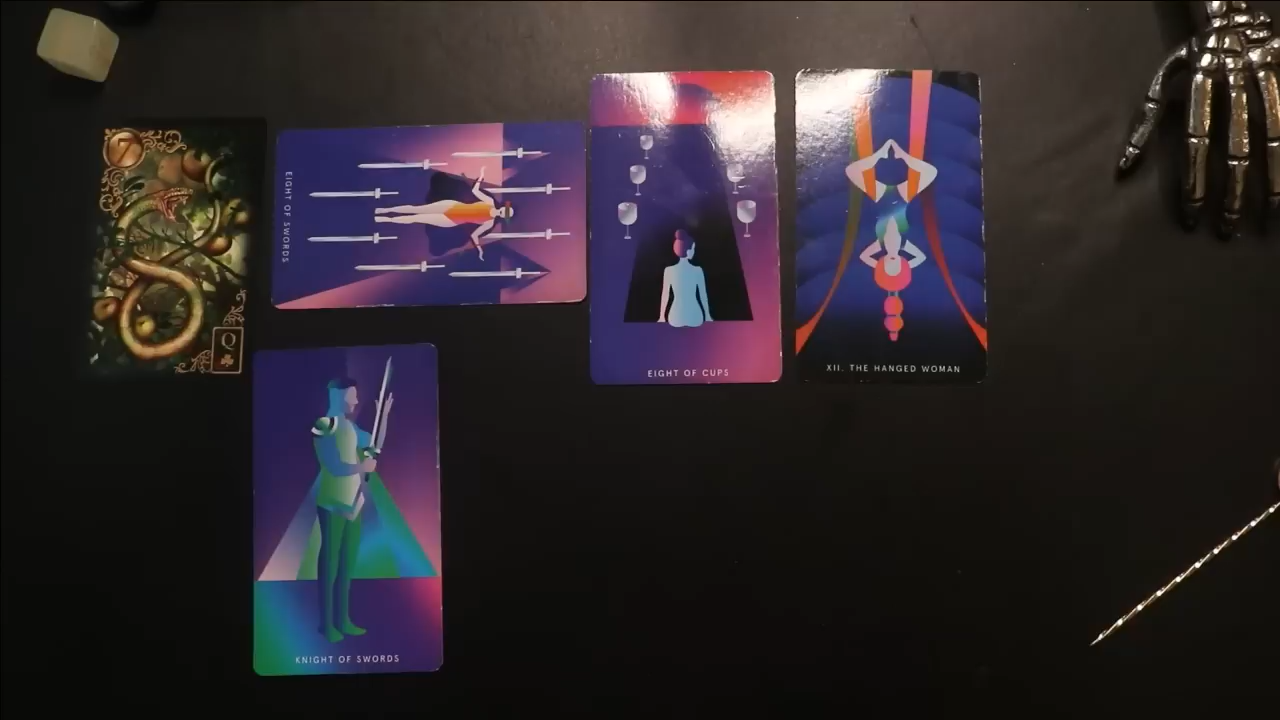 7
Q
EIGHT OF SWORDS
EIGHT OF CUPS
XII. THE HANGED WOMAN
KNIGHT OF SWORDS